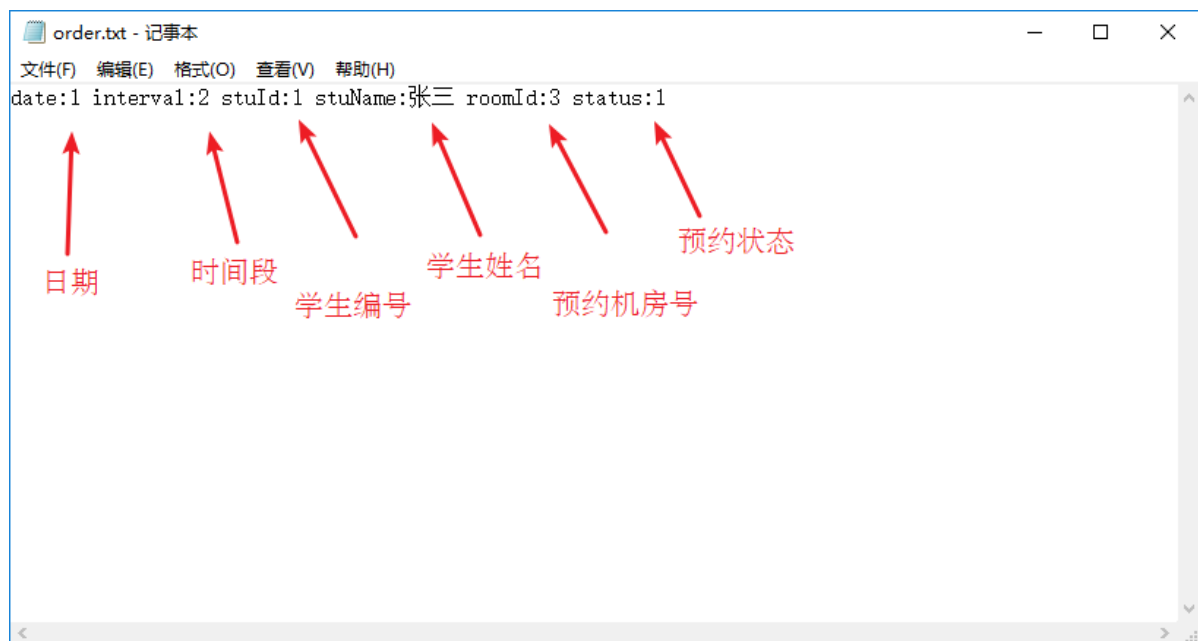 order.txt - 记事本
文件(F) 编辑(E) 格式(O) 查看(V) 帮助(H)
date:1 interval:2 stuId:1 stuName:张三 roomId:3 status:1
预约状态
学生姓名
时间段
日期
学生编号
预约机房号